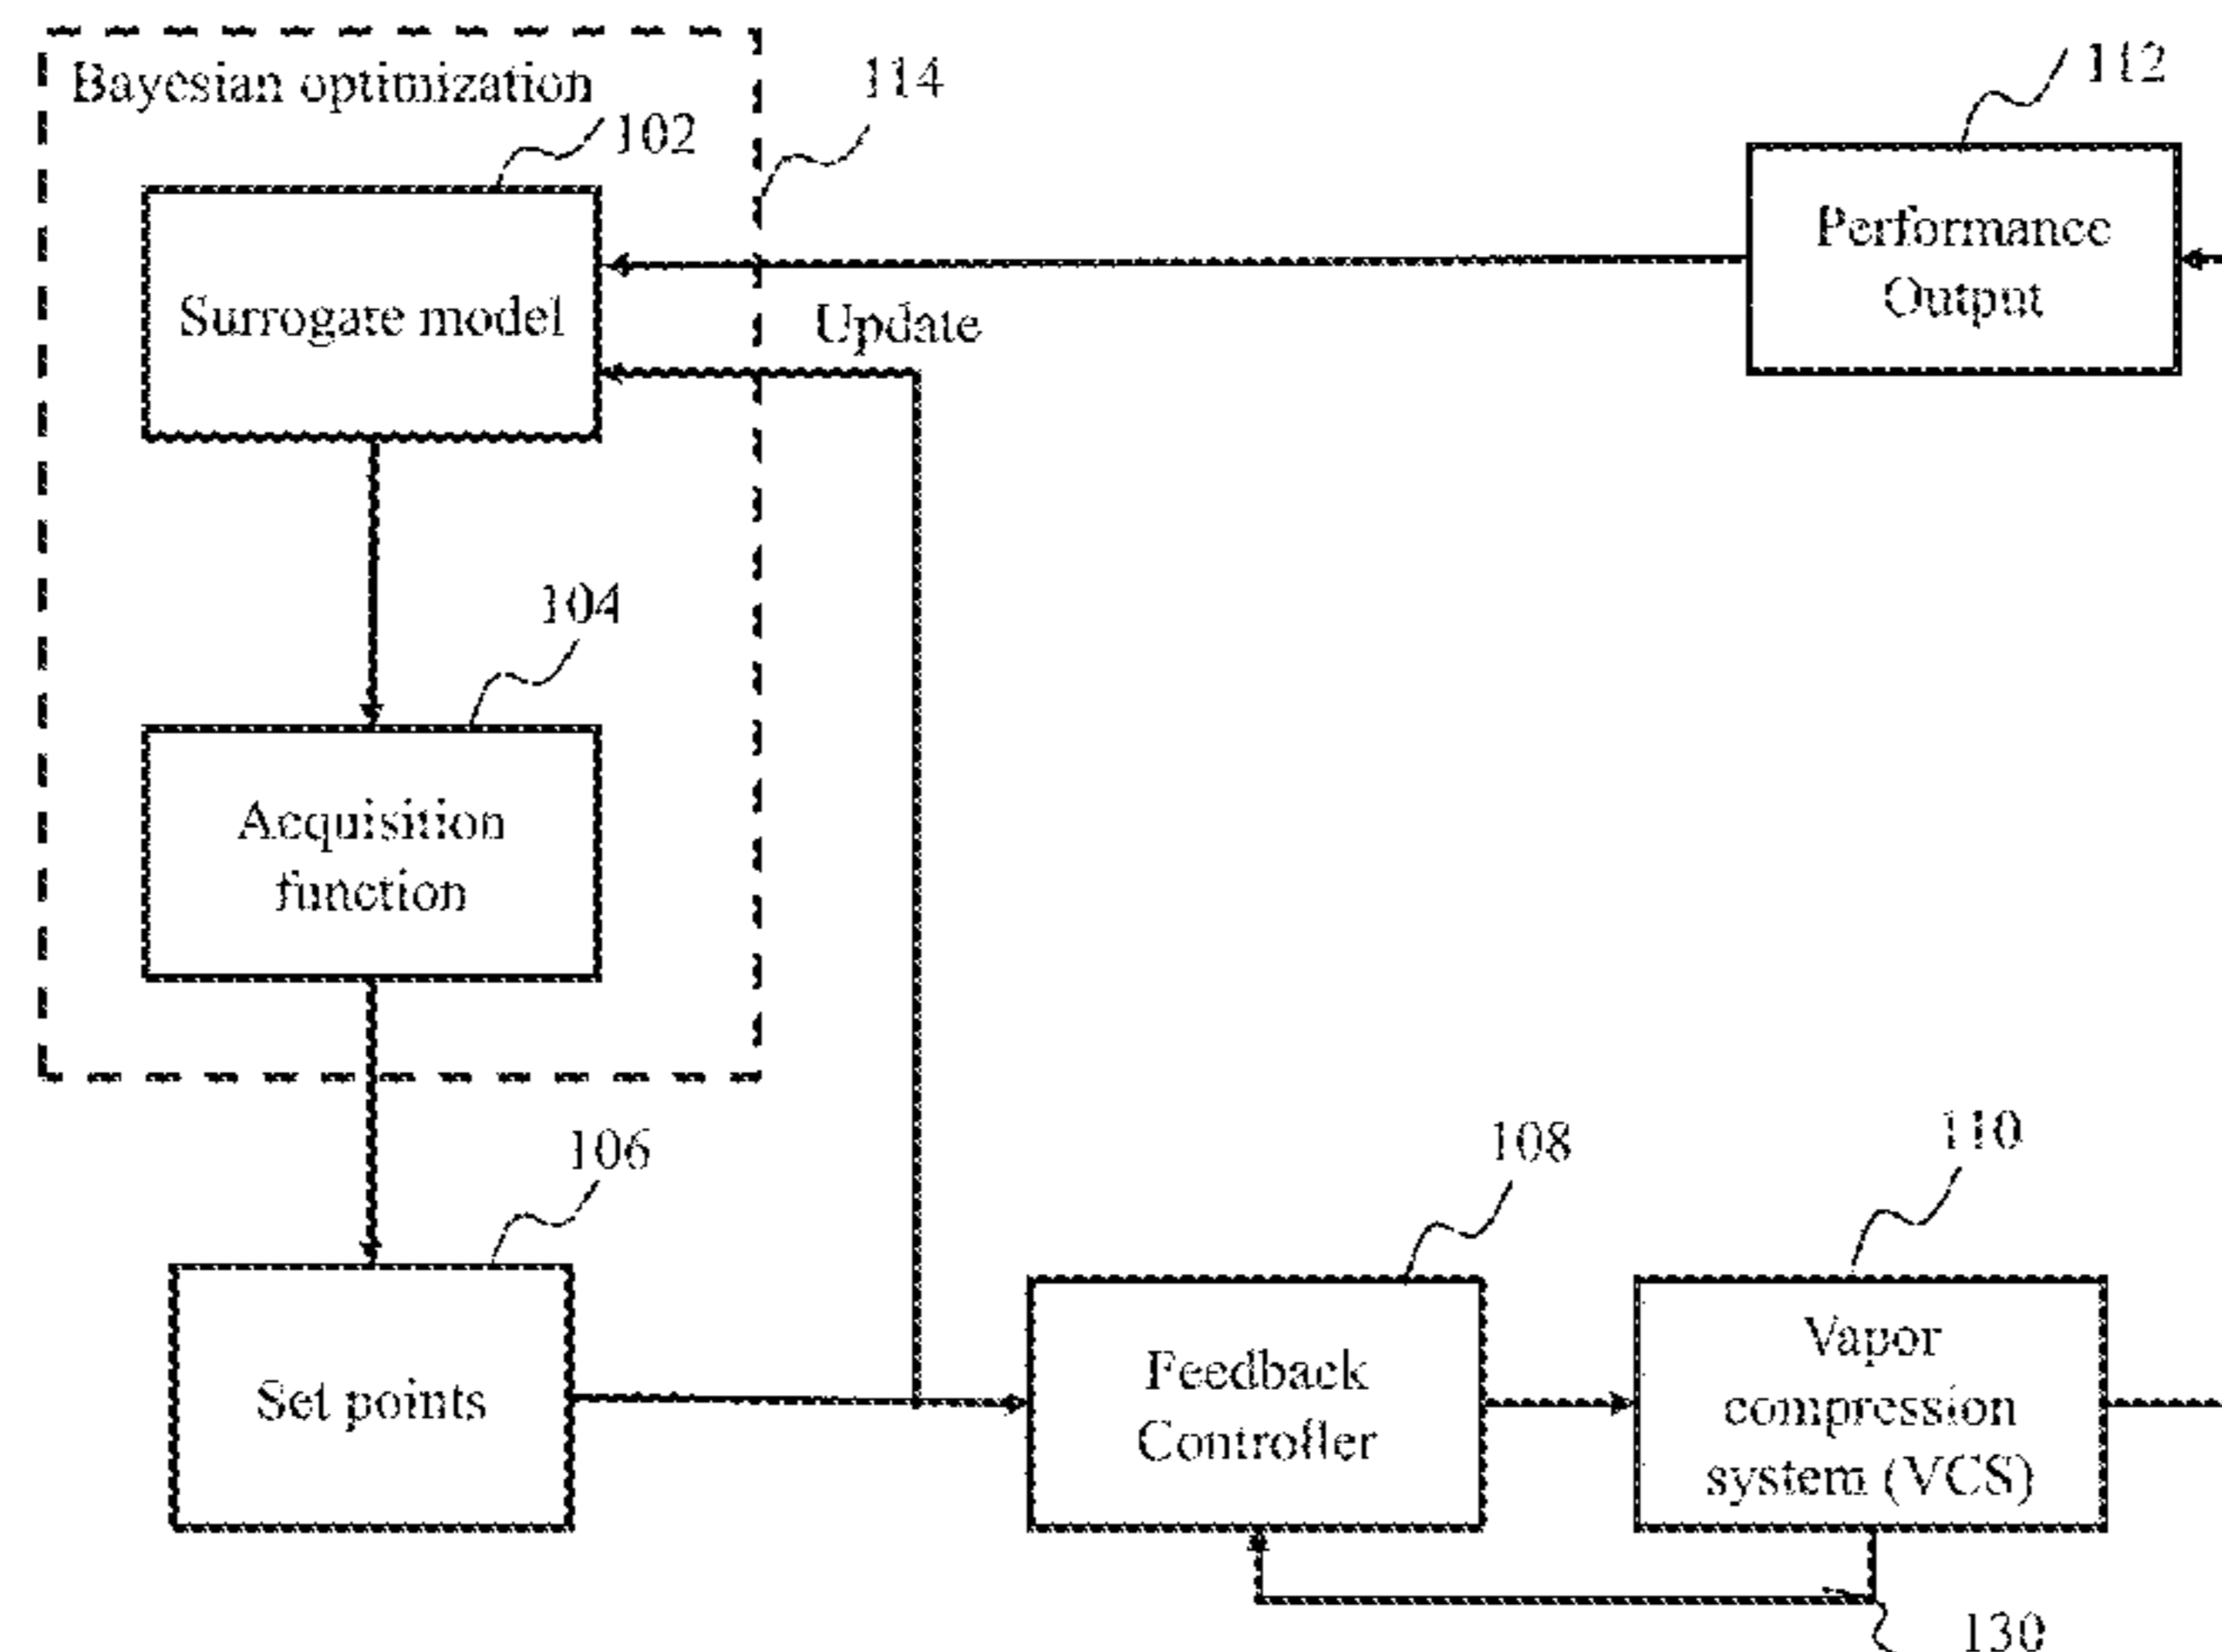 Bayesian optimization
114
112
102
Surrogate model
Performance
Output
Update
104
Acquisition
function
106
108
110
Set points
Feedback
Controller
Vapor
compression
system (VCS)
130